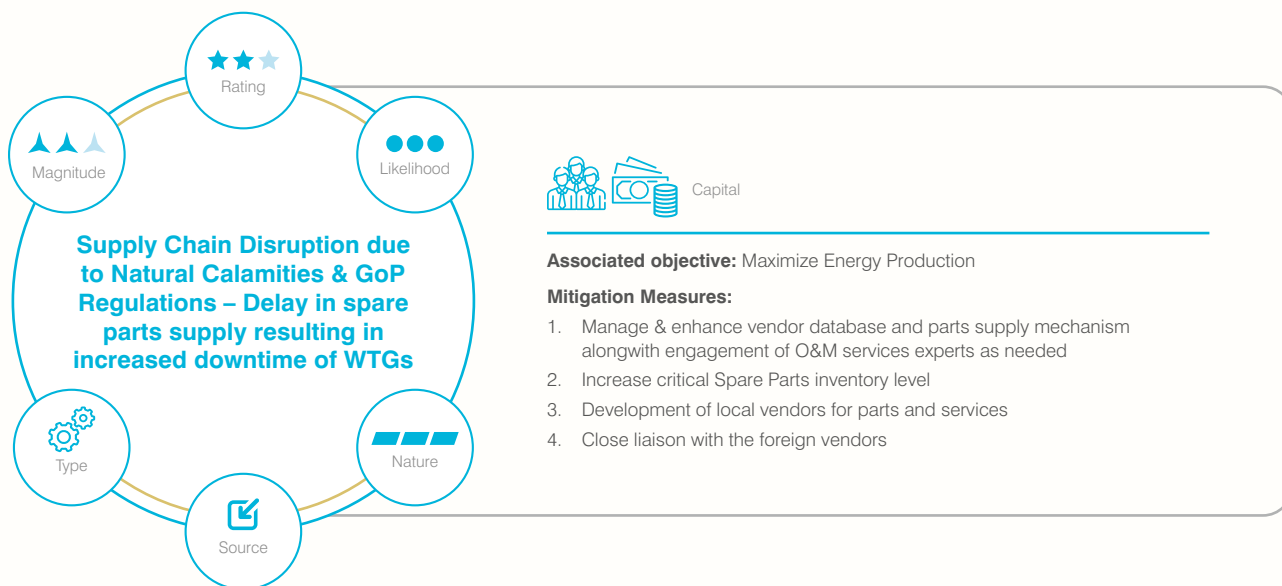 Rating
Magnitude
Likelihood
Supply Chain Disruption due
to Natural Calamities & GoP
Regulations – Delay in spare
parts supply resulting in
increased downtime of WTGs
Type
Nature
Source
Capital
Associated objective: Maximize Energy Production
Mitigation Measures:
1. Manage & enhance vendor database and parts supply mechanism
alongwith engagement of O&M services experts as needed
2. Increase critical Spare Parts inventory level
3. Development of local vendors for parts and services
4. Close liaison with the foreign vendors